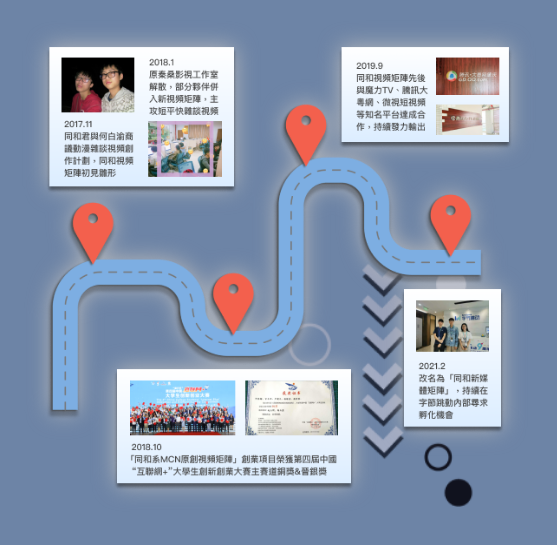 2018.1
原秦燊影視工作室
解散，部分夥伴併
入新視頻矩陣，主
攻短平快雜談視頻
2017.11
同和君與何白渝商
議動漫雜談視頻創
作計劃，同和視頻
矩陣初見雛形
2019.9
同和視頻矩陣先後
與魔力TV、騰訊大
粵網、微視短視頻
等知名平台達成合
作，持續發力輸出
2021.2
改名為「同和新媒
體矩陣」，持續在
字節跳動內部尋求
孵化機會
2018.10
「同和系MCN原創視頻矩陣」創業項目榮獲第四屆中國
“互聯網+”大學生創新創業大賽主賽道銅獎&晉銀獎